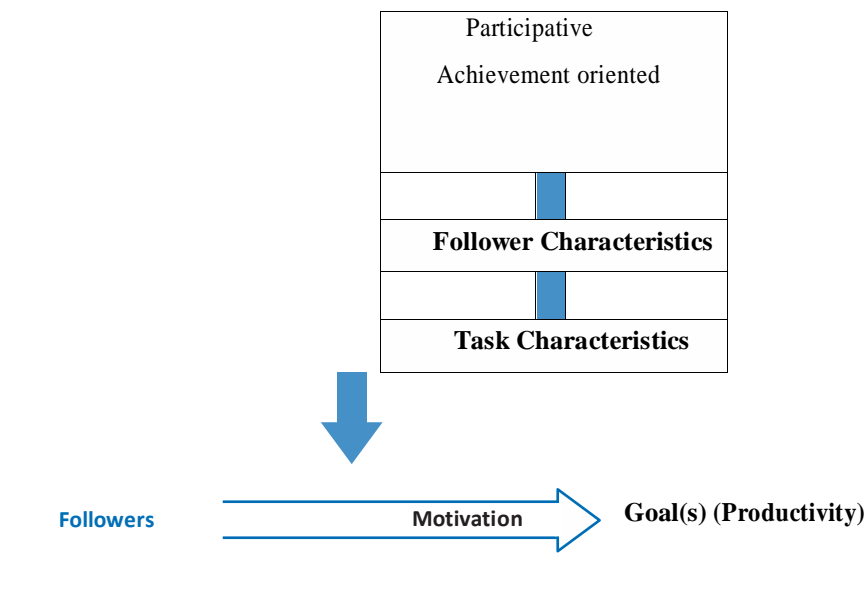 Participative
Achievement oriented
Follower Characteristics
Task Characteristics
Followers
Motivation
Goal(s) (Productivity)